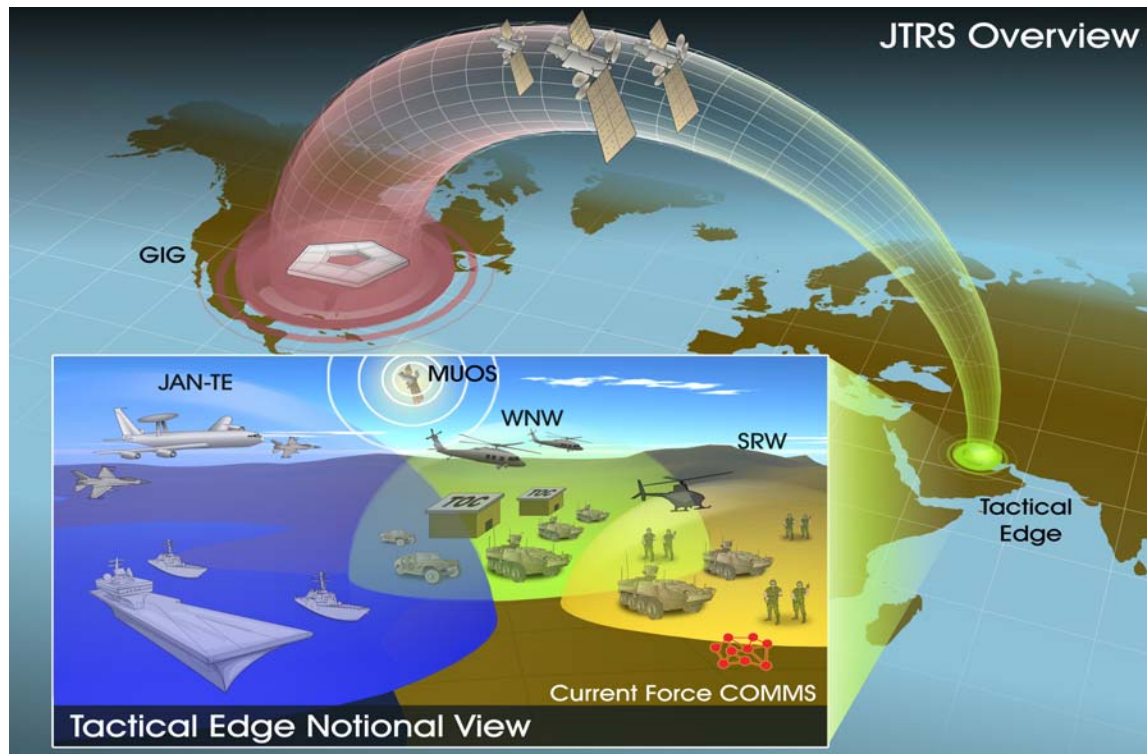 JTRS Overview
GIG
JAN-TE
MUOS
WNW
SRW
TOC
TOC
Tactical
Edge
Current Force COMMS
Tactical Edge Notional View